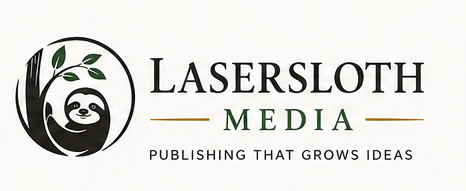 LASERSLOTH
MEDIA
PUBLISHING THAT GROWS IDEAS